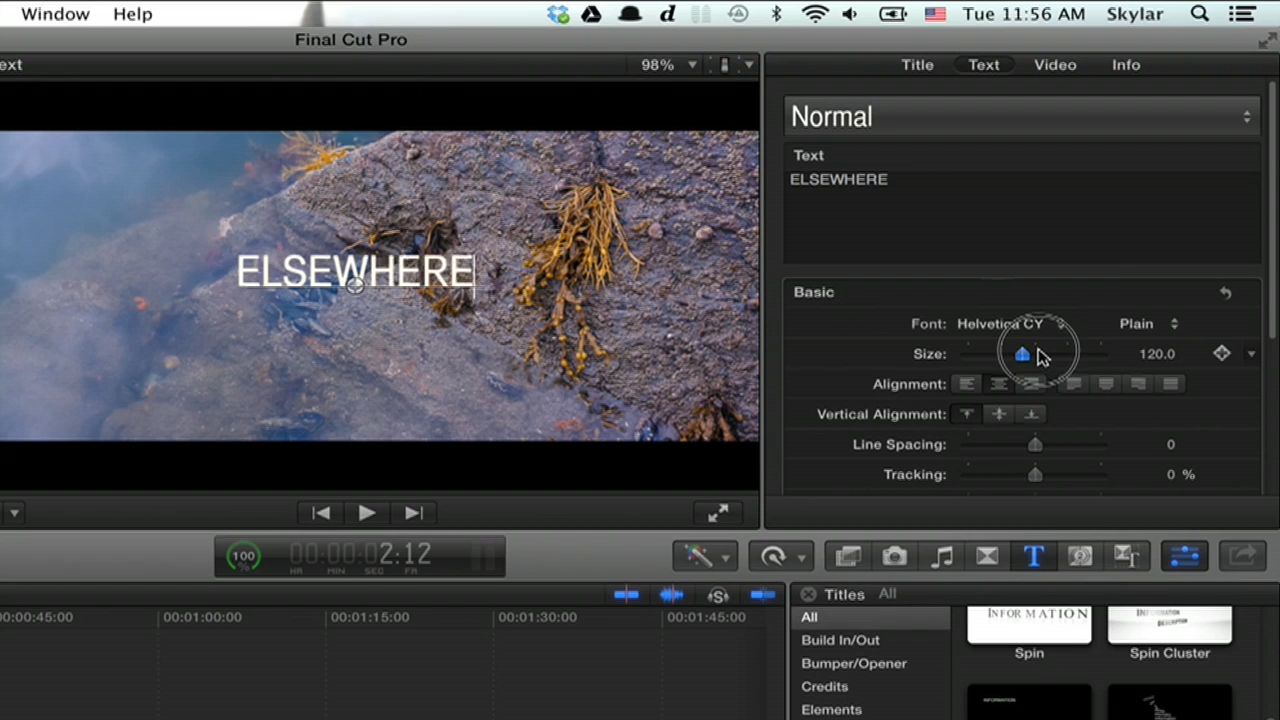 Window Help Tue 11:56 AM Skylar
Final Cut Pro
ext 98% Title Text Video Info
Normal
Text
ELSEWHERE
ELSEWHERE
Basic
Font: Helvetica CY Plain
Size: 120.0
Alignment:
Vertical Alignment:
Line Spacing: 0
Tracking: 0 %
100 % 00:00:02:12
HR MIN SEC FR
Titles All
00:00:45:00 00:01:00:00 00:01:15:00 00:01:30:00 00:01:45:00
All
Build In/Out
Bumper/Opener
Credits
Elements
INFORMATION
INFORMATION
DESCRIPTION
Spin Spin Cluster
INFORMATION